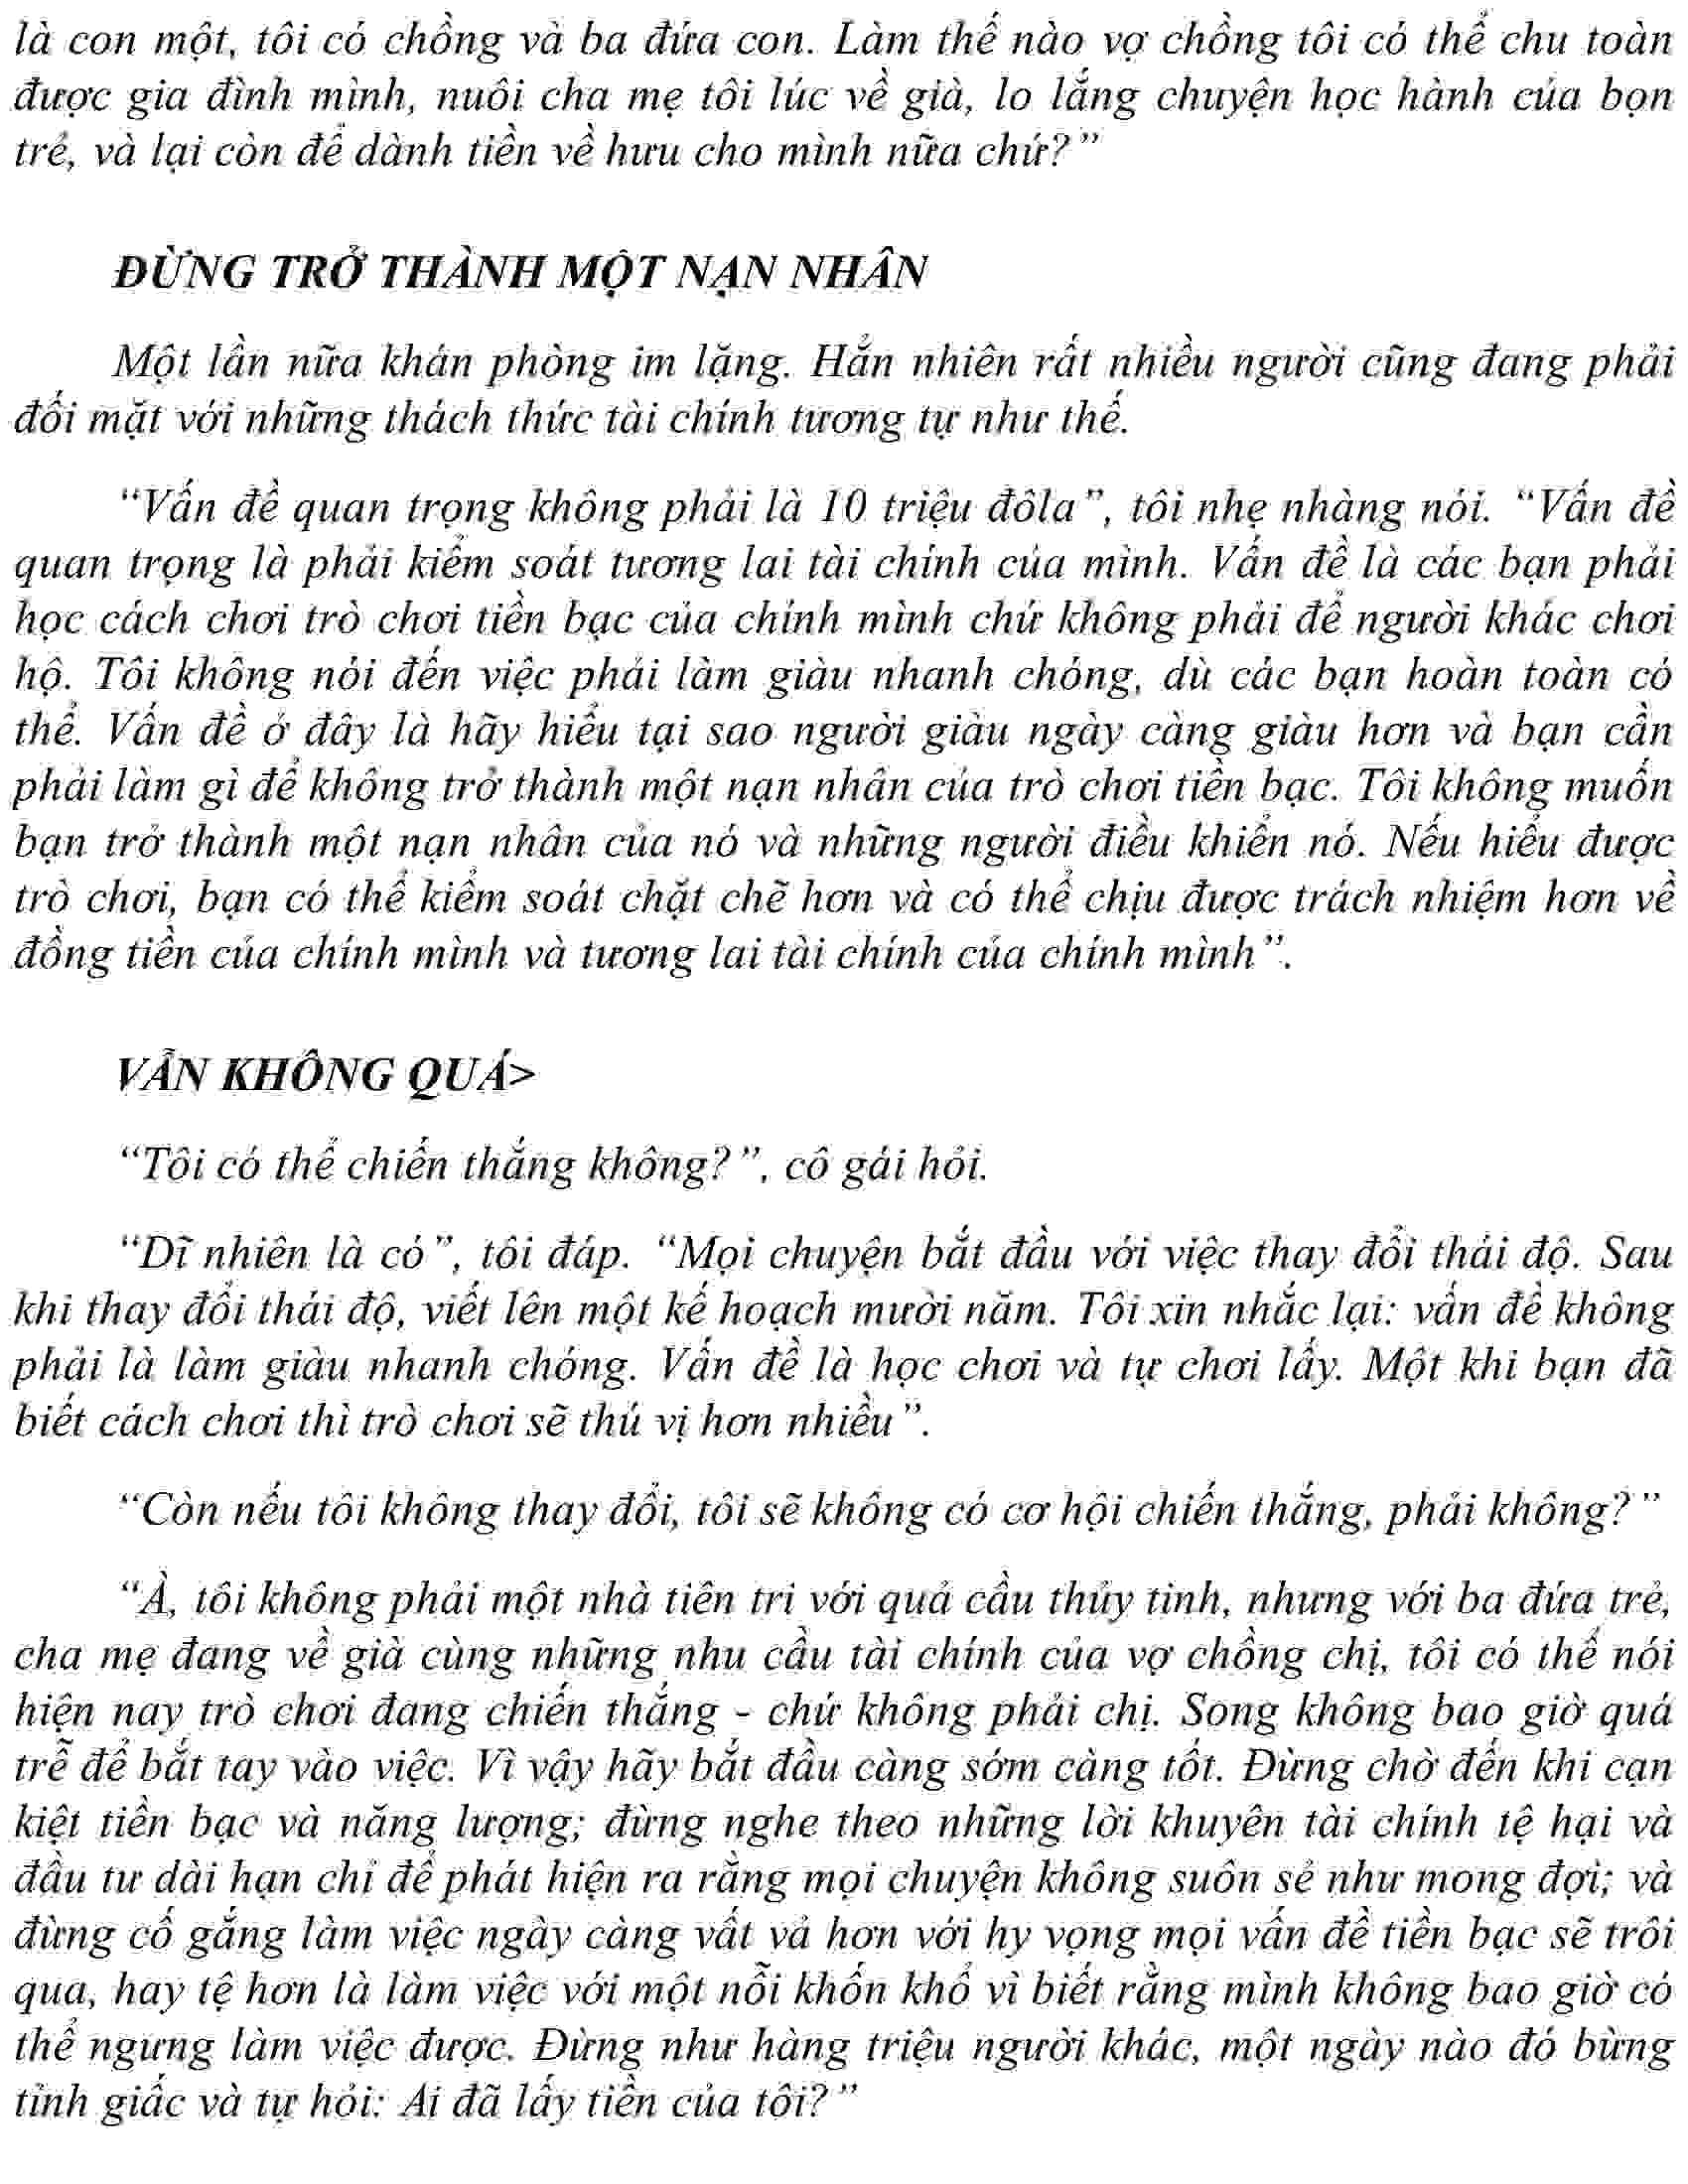 là con một, tôi có chồng và ba đứa con. Làm thế nào vợ chồng tôi có thể chu toàn
được gia đình mình, nuôi cha mẹ tôi lúc về già, lo lắng chuyện học hành của bọn
trẻ, và lại còn để dành tiền về hưu cho mình nữa chứ?”
ĐỪNG TRỞ THÀNH MỘT NẠN NHÂN
Một lần nữa khán phòng im lặng. Hẳn nhiên rất nhiều người cũng đang phải
đối mặt với những thách thức tài chính tương tự như thế.
“Vấn đề quan trọng không phải là 10 triệu đôla”, tôi nhẹ nhàng nói. “Vấn đề
quan trọng là phải kiểm soát tương lai tài chính của mình. Vấn đề là các bạn phải
học cách chơi trò chơi tiền bạc của chính mình chứ không phải để người khác chơi
hộ. Tôi không nói đến việc phải làm giàu nhanh chóng, dù các bạn hoàn toàn có
thể. Vấn đề ở đây là hãy hiểu tại sao người giàu ngày càng giàu hơn và bạn cần
phải làm gì để không trở thành một nạn nhân của trò chơi tiền bạc. Tôi không muốn
bạn trở thành một nạn nhân của nó và những người điều khiển nó. Nếu hiểu được
trò chơi, bạn có thể kiểm soát chặt chẽ hơn và có thể chịu được trách nhiệm hơn về
đồng tiền của chính mình và tương lai tài chính của chính mình”.
VẪN KHÔNG QUÁ>
“Tôi có thể chiến thắng không?”, cô gái hỏi.
“Dĩ nhiên là có”, tôi đáp. “Mọi chuyện bắt đầu với việc thay đổi thái độ. Sau
khi thay đổi thái độ, viết lên một kế hoạch mười năm. Tôi xin nhắc lại: vấn đề không
phải là làm giàu nhanh chóng. Vấn đề là học chơi và tự chơi lấy. Một khi bạn đã
biết cách chơi thì trò chơi sẽ thú vị hơn nhiều”.
“Còn nếu tôi không thay đổi, tôi sẽ không có cơ hội chiến thắng, phải không?”
“À, tôi không phải một nhà tiên tri với quả cầu thủy tinh, nhưng với ba đứa trẻ,
cha mẹ đang về già cùng những nhu cầu tài chính của vợ chồng chị, tôi có thể nói
hiện nay trò chơi đang chiến thắng - chứ không phải chị. Song không bao giờ quá
trễ để bắt tay vào việc. Vì vậy hãy bắt đầu càng sớm càng tốt. Đừng chờ đến khi cạn
kiệt tiền bạc và năng lượng; đừng nghe theo những lời khuyên tài chính tệ hại và
đầu tư dài hạn chỉ để phát hiện ra rằng mọi chuyện không suôn sẻ như mong đợi; và
đừng cố gắng làm việc ngày càng vất vả hơn với hy vọng mọi vấn đề tiền bạc sẽ trôi
qua, hay tệ hơn là làm việc với một nỗi khốn khổ vì biết rằng mình không bao giờ có
thể ngưng làm việc được. Đừng như hàng triệu người khác, một ngày nào đó bừng
tỉnh giấc và tự hỏi: Ai đã lấy tiền của tôi?”